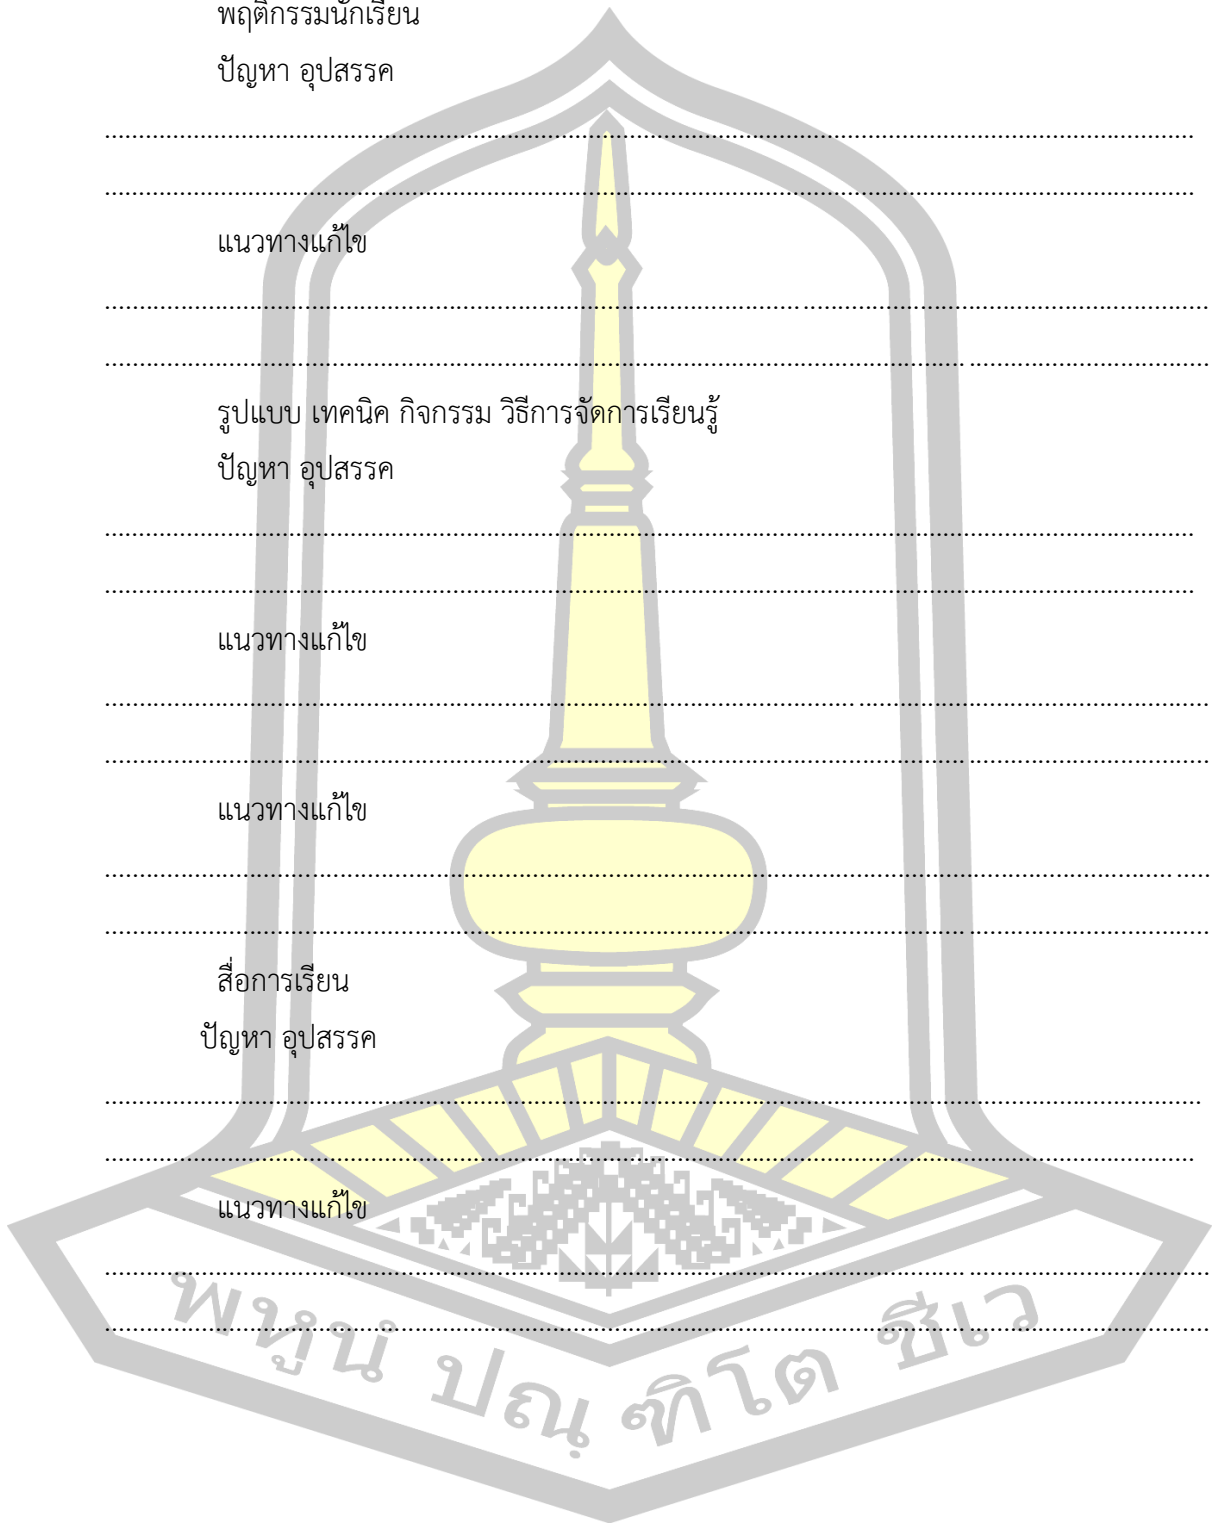 พฤติกรรมนักเรียน
ปัญหา อุปสรรค
................................................................................................................................................................
................................................................................................................................................................
แนวทางแก้ไข
....................................................................................................... ............................................................
................................................................................................................................ ...................................
รูปแบบ เทคนิค กิจกรรม วิธีการจัดการเรียนรู้
ปัญหา อุปสรรค
................................................................................................................................................................
................................................................................................................................................................
แนวทางแก้ไข
............................................................................................................... ....................................................
................................................................................................................................ ...................................
แนวทางแก้ไข
.............................................................................................................................................................. .....
................................................................................................................................ ...................................
สื่อการเรียน
ปัญหา อุปสรรค
.................................................................................................................................................................
................................................................................................................................................................
แนวทางแก้ไข
...................................................................................................................................................................
...................................................................................................................................................................
พหูนํ ปณฺฑิโต ชีเว